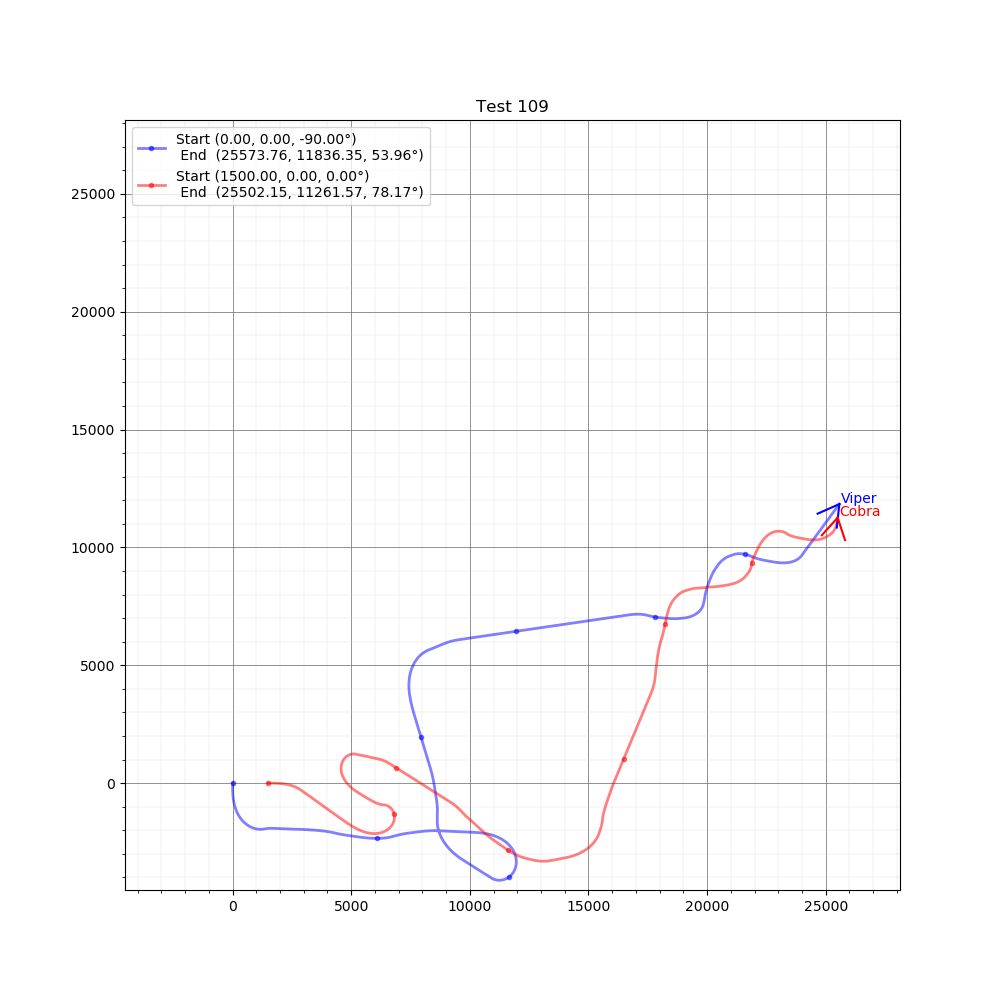 Test 109
Start (0.00, 0.00, -90.00°)
End (25573.76, 11836.35, 53.96°)
Start (1500.00, 0.00, 0.00°)
End (25502.15, 11261.57, 78.17°)
25000
20000
15000
10000
5000
0
Viper
Cobra
0
5000
10000
15000
20000
25000